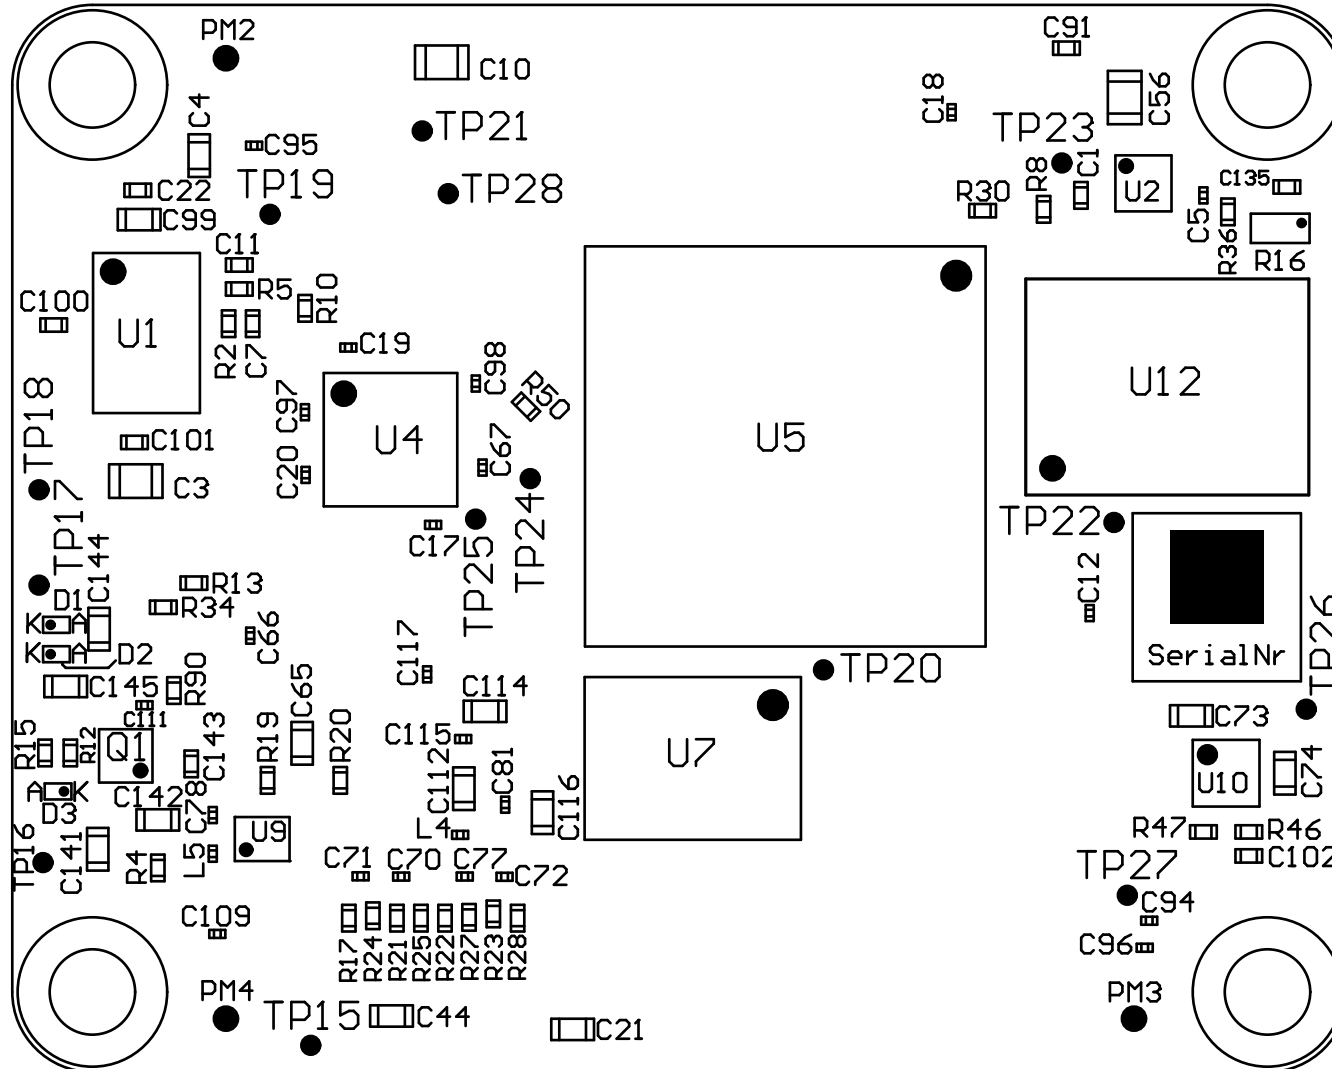 PM2
C10
C91
C4
C18
C56
TP21
TP23
C95
C1
TP19
TP28
R8
U2
C135
C22
R30
C99
C5
R36
R16
C11
R5
R10
C100
U1
R2
C7
C19
C98
R50
U12
TP18
C97
U4
U5
C101
C67
C20
C3
TP17
TP24
TP22
C17
TP25
C144
C12
R13
D1
K
A
R34
C66
K
A
D2
C117
SerialNr
TP26
TP20
C145
R90
C65
C114
C111
C73
R15
R12
Q1
C143
R19
R20
C115
U7
C112
C81
C74
U10
A
K
D3
C142
C78
C116
U9
L4
R47
R46
TP16
C141
R4
L5
C71
C70
C77
C72
TP27
C102
C109
C94
C96
R17
R24
R21
R25
R22
R27
R23
R28
PM4
TP15
C44
C21
PM3